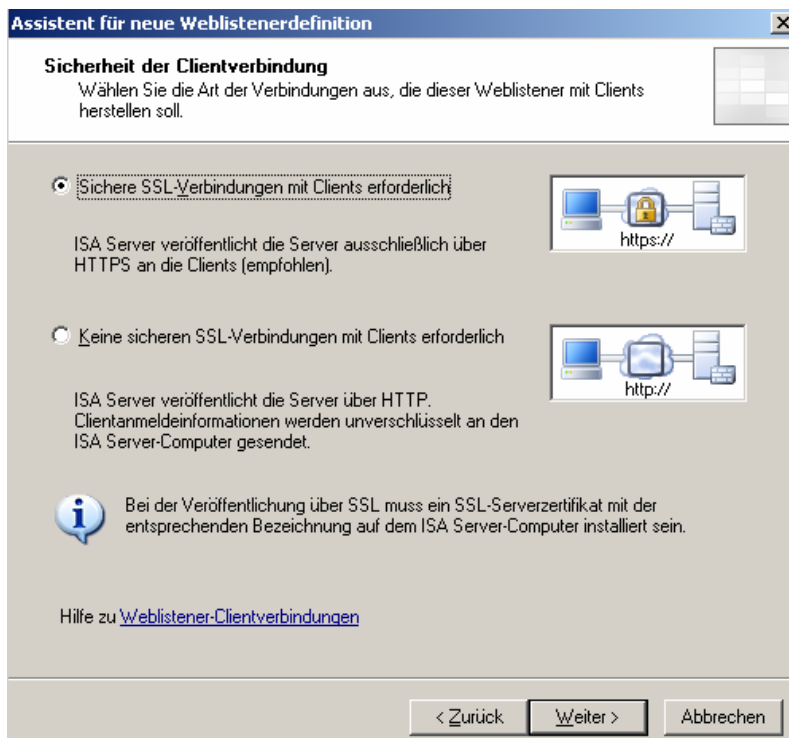 Assistent für neue Weblistenerdefinition
Sicherheit der Clientverbindung
Wählen Sie die Art der Verbindungen aus, die dieser Weblistener mit Clients
herstellen soll.
Sichere SSL-Verbindungen mit Clients erforderlich
https://
ISA Server veröffentlicht die Server ausschließlich über
HTTPS an die Clients (empfohlen).
Keine sicheren SSL-Verbindungen mit Clients erforderlich
http://
ISA Server veröffentlicht die Server über HTTP.
Clientanmeldeinformationen werden unverschlüsselt an den
ISA Server-Computer gesendet.
Bei der Veröffentlichung über SSL muss ein SSL-Serverzertifikat mit der
entsprechenden Bezeichnung auf dem ISA Server-Computer installiert sein.
Hilfe zu Weblistener-Clientverbindungen
< Zurück Weiter > Abbrechen